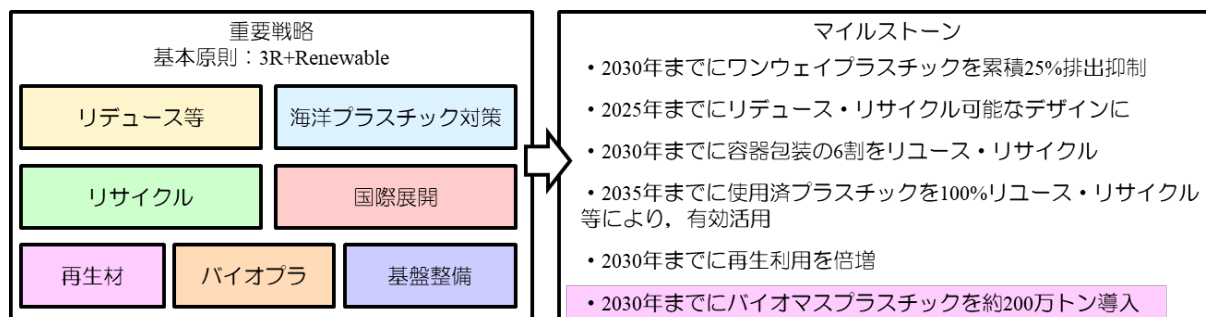 重要戦略
基本原則：3R+Renewable
リデュース等
海洋プラスチック対策
リサイクル
国際展開
再生材
バイオプラ
基盤整備
マイルストーン
・2030年までにワンウェイプラスチックを累積25%排出抑制
・2025年までにリデュース・リサイクル可能なデザインに
・2030年までに容器包装の6割をリユース・リサイクル
・2035年までに使用済プラスチックを100%リユース・リサイクル
等により，有効活用
・2030年までに再生利用を倍増
・2030年までにバイオマスプラスチックを約200万トン導入